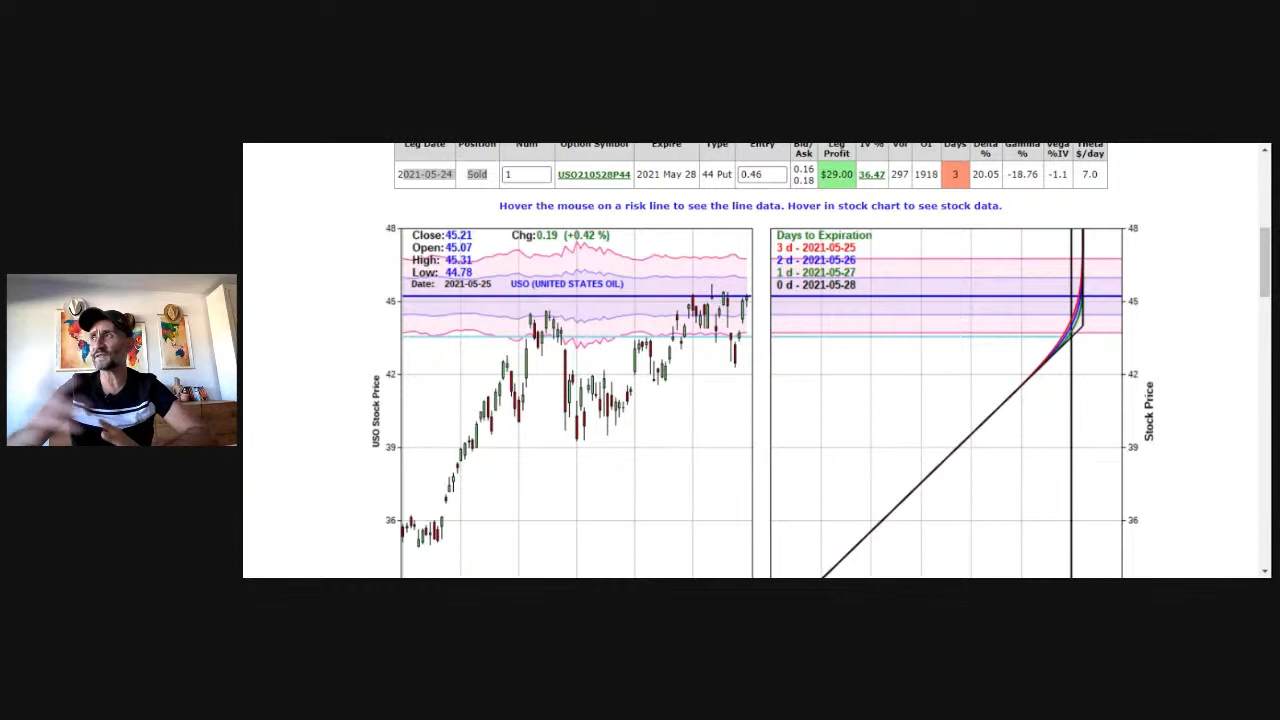 Leg Date Position Num Option Symbol Expire Type Entry Bid/ Ask Leg Profit IV % Vol OI Days Delta % Gamma % Vega %IV Theta $/day
2021-05-24 Sold 1 USO210528P44 2021 May 28 44 Put 0.46 0.16 0.18 $29.00 36.47 297 1918 3 20.05 -18.76 -1.1 7.0
Hover the mouse on a risk line to see the line data. Hover in stock chart to see stock data.
48
45
42
39
36
USO Stock Price
Close: 45.21 Chg: 0.19 (+0.42 %)
Open: 45.07
High: 45.31
Low: 44.78
Date: 2021-05-25 USO (UNITED STATES OIL)
Days to Expiration
3 d - 2021-05-25
2 d - 2021-05-26
1 d - 2021-05-27
0 d - 2021-05-28
48
45
42
39
36
Stock Price